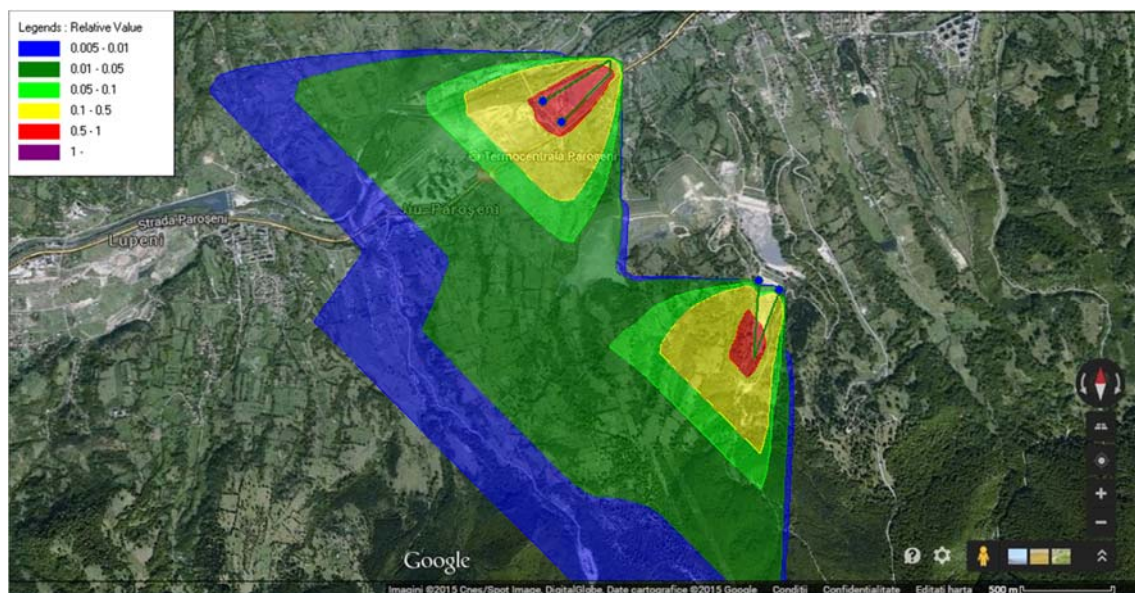 Legends : Relative Value
0.005 - 0.01
0.01 - 0.05
0.05 - 0.1
0.1 - 0.5
0.5 - 1
1 -
Termocentrala Paroșeni
Jiu-Paroșeni
Strada Paroșeni
Lupeni
Google
Imagini ©2015 Cnes/Spot Image, DigitalGlobe, Date cartografice ©2015 Google Condiții Confidențialitate Editați harta 500 m